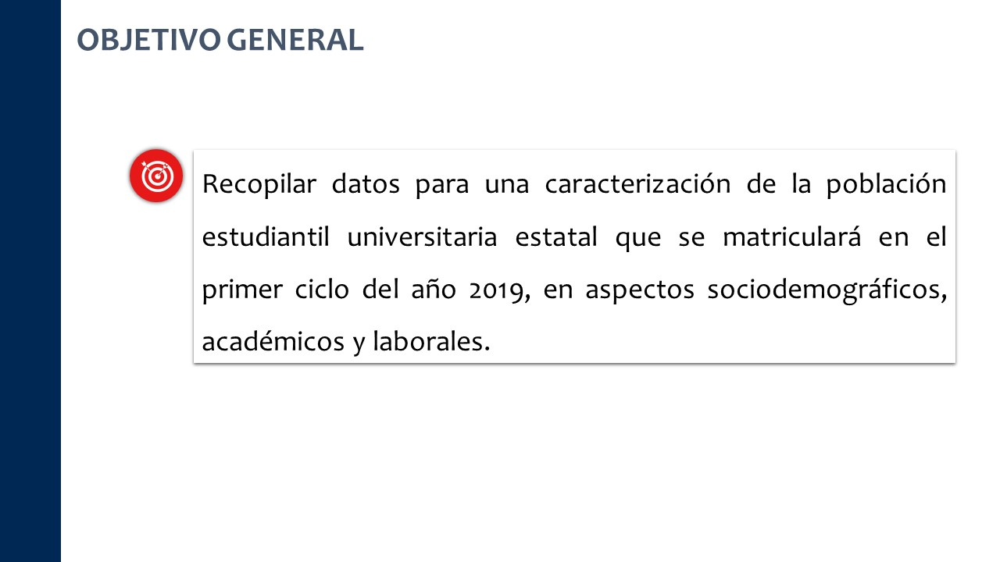 OBJETIVO GENERAL
Recopilar datos para una caracterización de la población
estudiantil universitaria estatal que se matriculará en el
primer ciclo del año 2019, en aspectos sociodemográficos,
académicos y laborales.